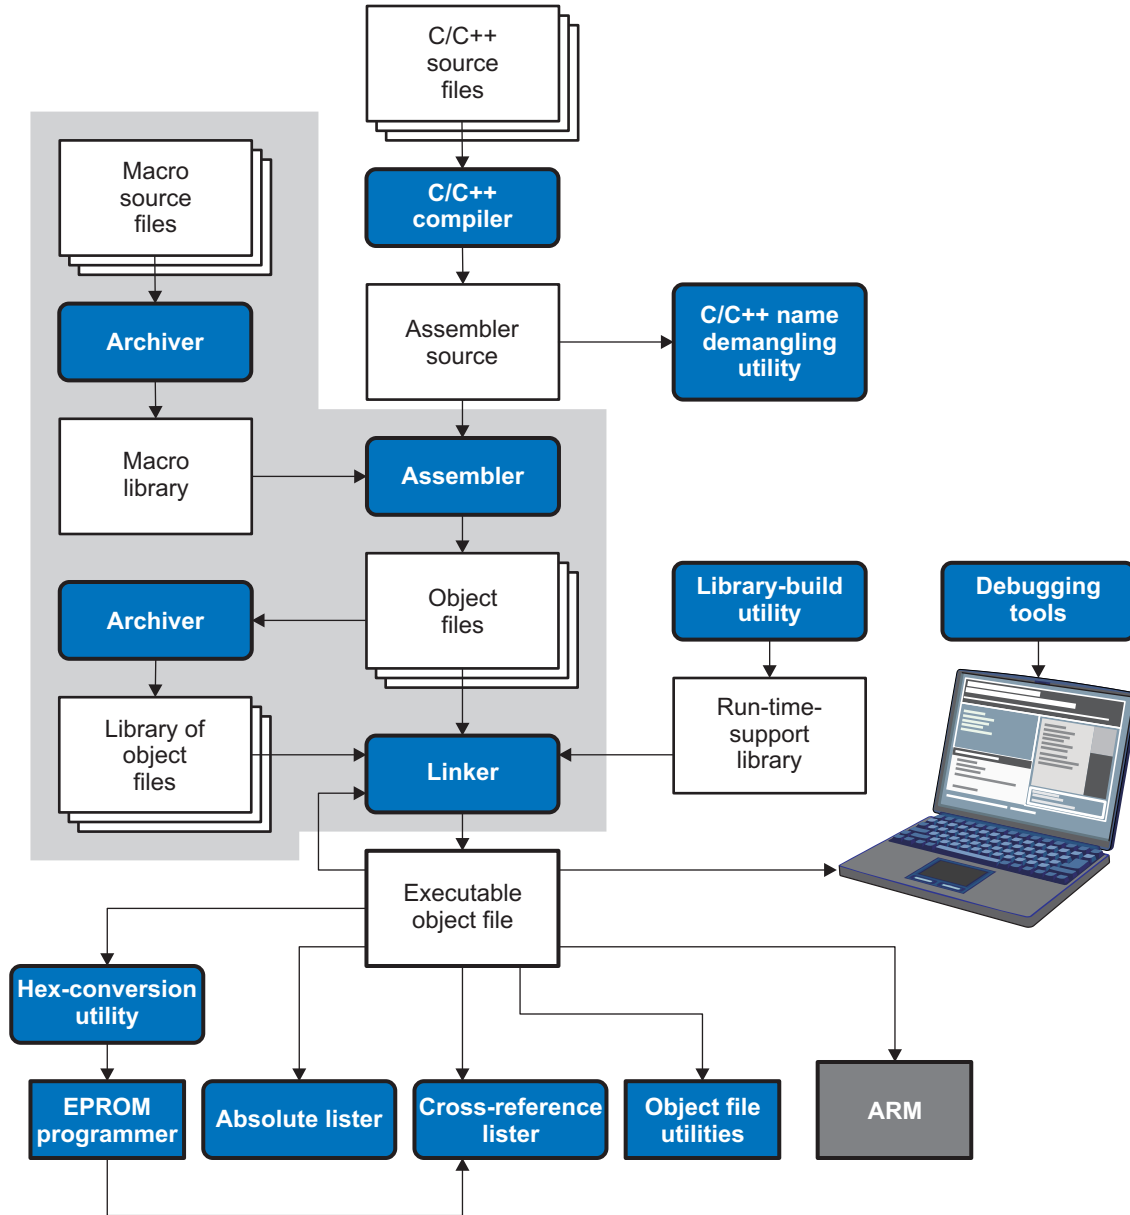 C/C++
source
files
Macro
source
files
C/C++
compiler
Archiver
Assembler
source
C/C++ name
demangling
utility
Macro
library
Assembler
Archiver
Object
files
Library-build
utility
Debugging
tools
Library of
object
files
Linker
Run-time-
support
library
Executable
object file
Hex-conversion
utility
EPROM
programmer
Absolute lister
Cross-reference
lister
Object file
utilities
ARM